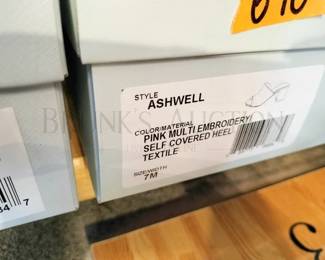 STYLE
ASHWELL
COLOR/MATERIAL
PINK MULTI EMBROIDERY
SELF COVERED HEEL
TEXTILE
SIZE/WIDTH
7M